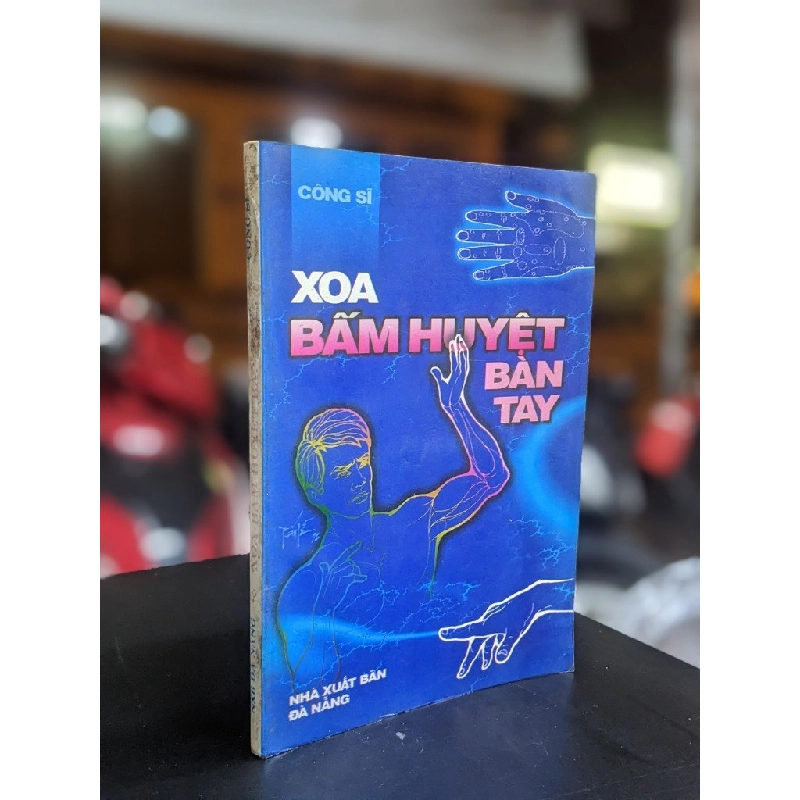 CÔNG SĨ
XOA
BẤM HUYỆT
BÀN
TAY
NHÀ XUẤT BẢN
ĐÀ NẴNG